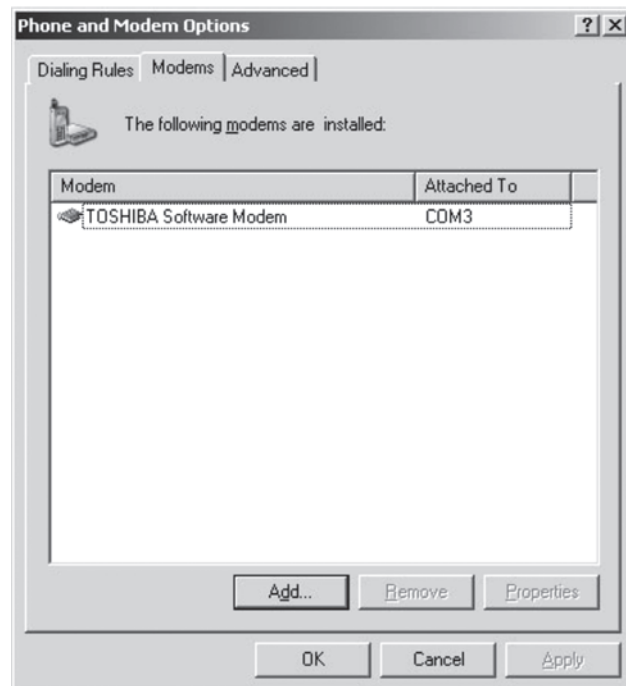 Phone and Modem Options
Dialing Rules Modems Advanced
The following modems are installed:
Modem Attached To
TOSHIBA Software Modem COM3
Add... Remove Properties
OK Cancel Apply